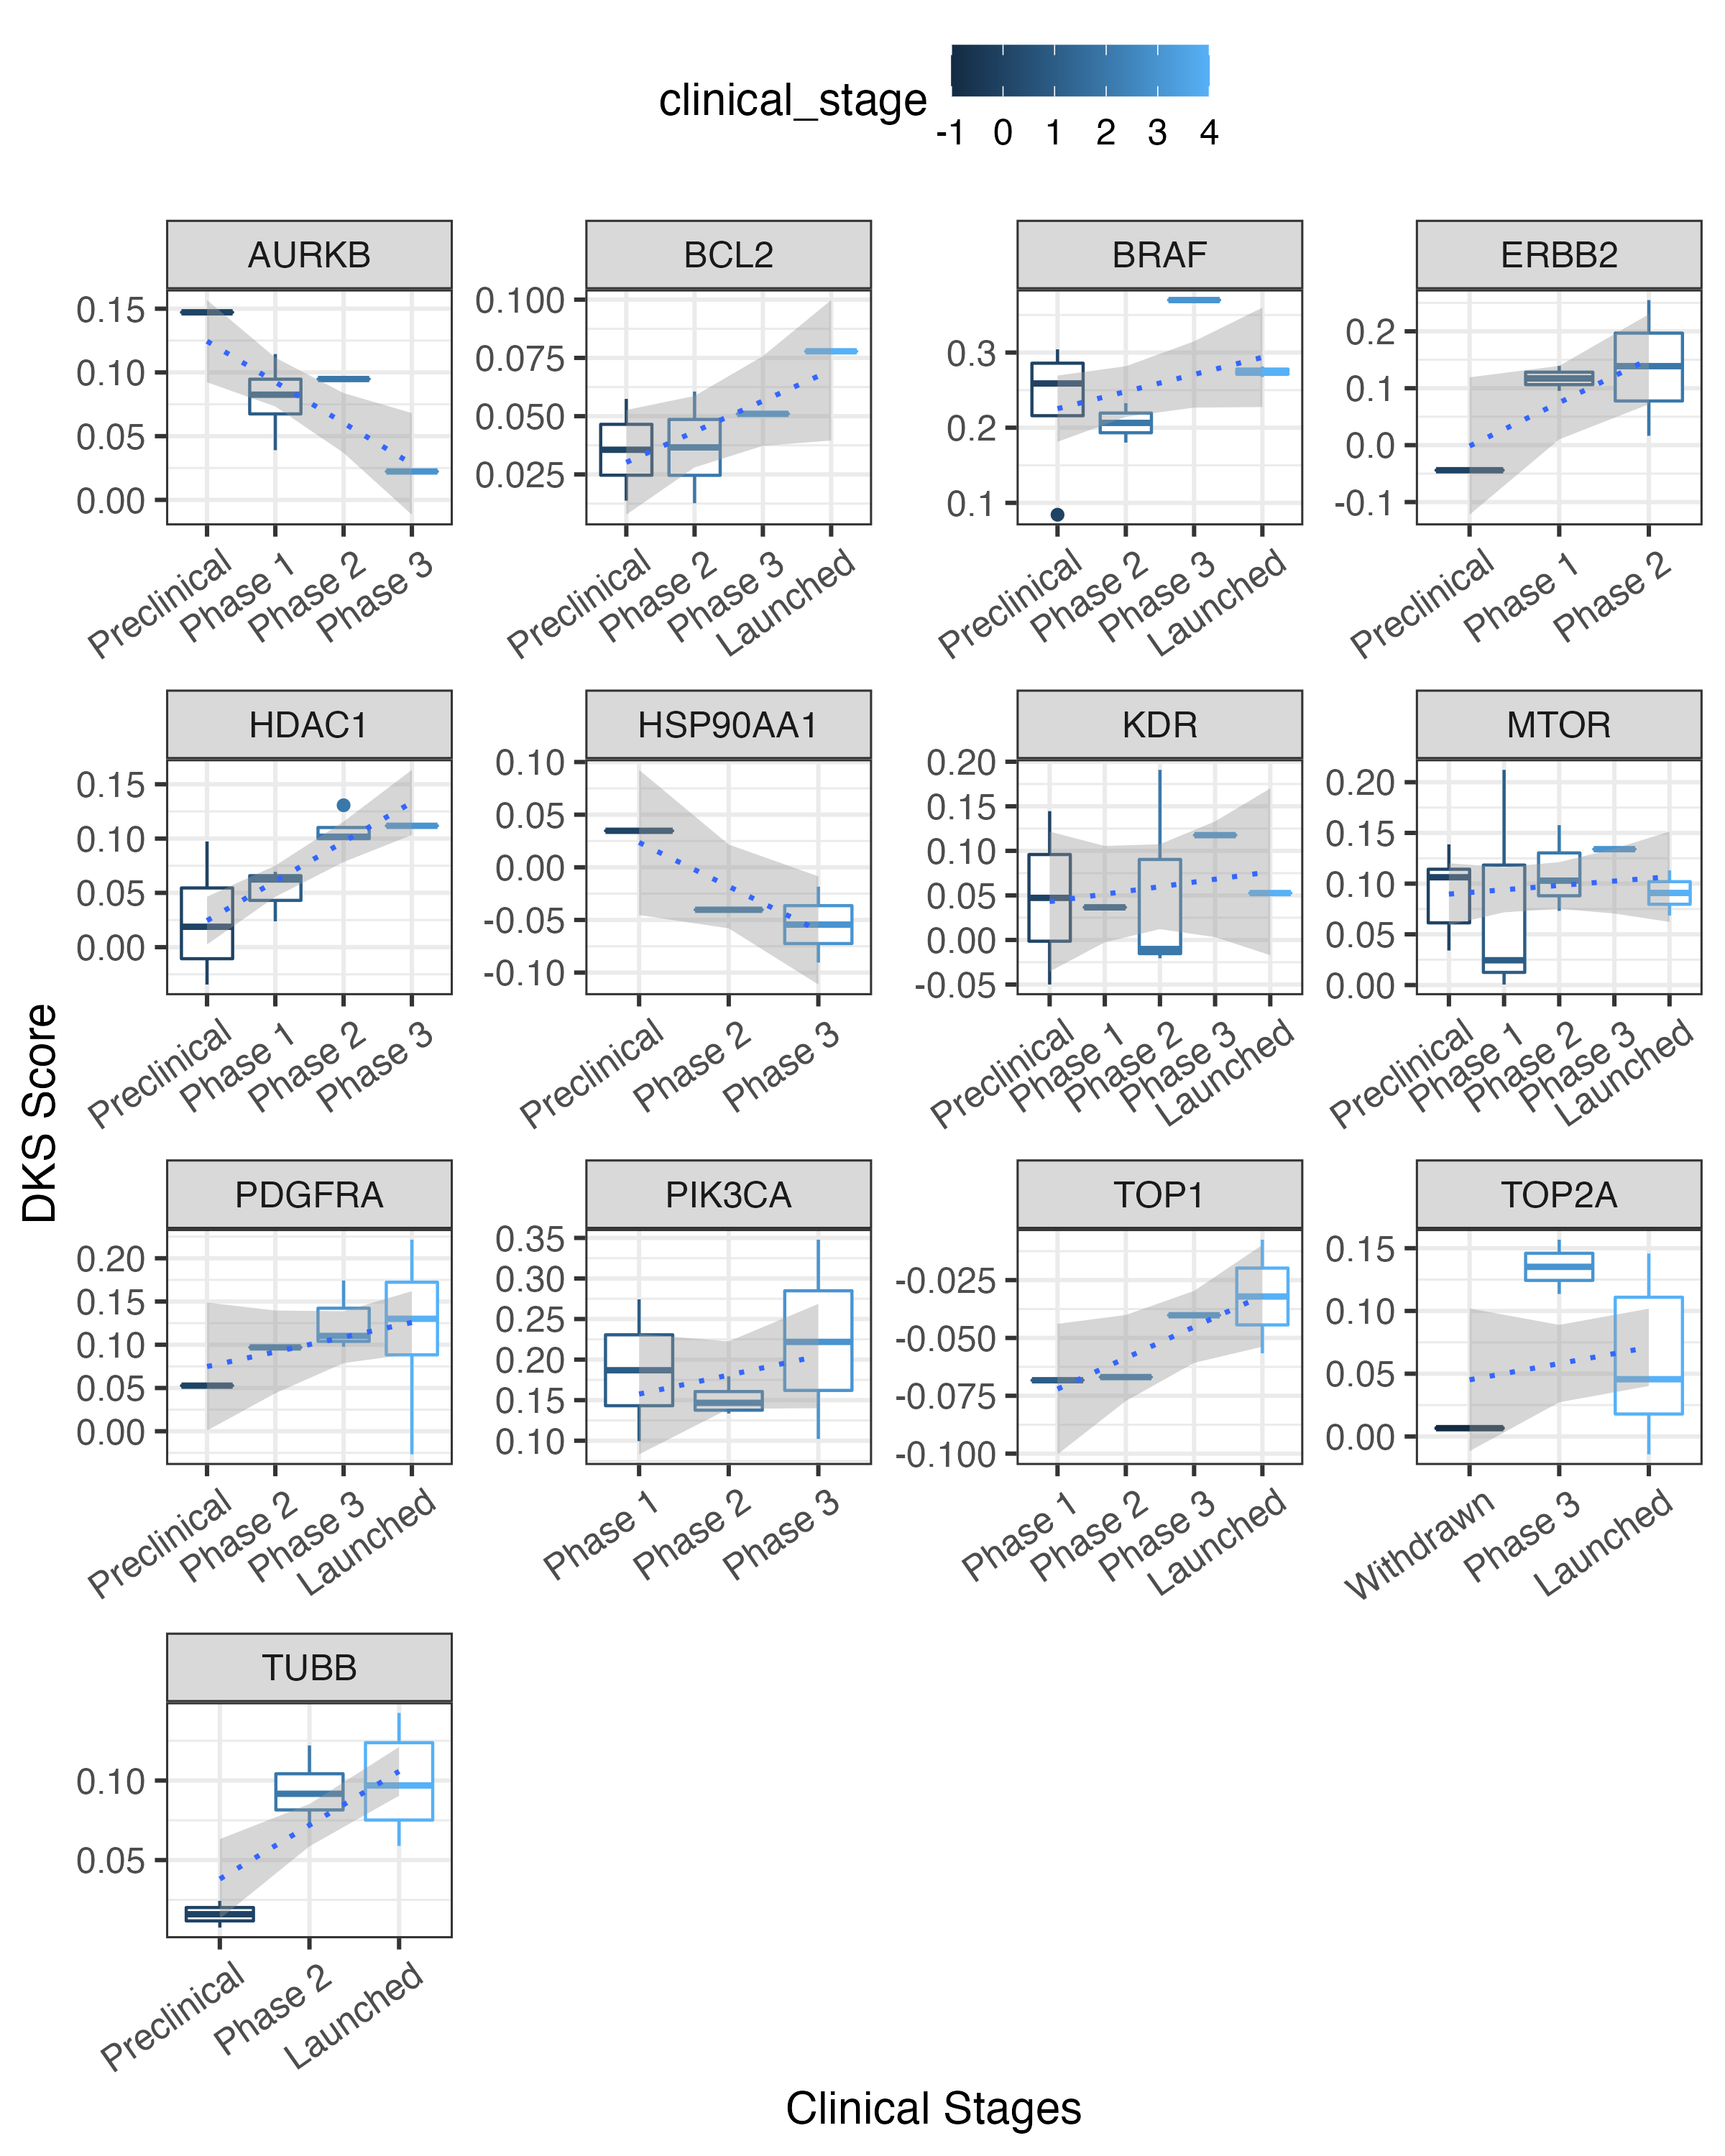 clinical_stage
-1 0 1 2 3 4
AURKB BCL2 BRAF ERBB2
0.15 0.10 0.05 0.00
0.100 0.075 0.050 0.025
0.3 0.2 0.1
0.2 0.1 0.0 -0.1
Preclinical Phase 1 Phase 2 Phase 3
Preclinical Phase 2 Phase 3 Launched
Preclinical Phase 2 Phase 3 Launched
Preclinical Phase 1 Phase 2
HDAC1 HSP90AA1 KDR MTOR
0.15 0.10 0.05 0.00
0.10 0.05 0.00 -0.05 -0.10
0.20 0.15 0.10 0.05 0.00 -0.05
0.20 0.15 0.10 0.05 0.00
Preclinical Phase 1 Phase 2 Phase 3
Preclinical Phase 2 Phase 3
Preclinical Phase 1 Phase 2 Phase 3 Launched
Preclinical Phase 1 Phase 2 Phase 3 Launched
DKS Score
PDGFRA PIK3CA TOP1 TOP2A
0.20 0.15 0.10 0.05 0.00
0.35 0.30 0.25 0.20 0.15 0.10
-0.025 -0.050 -0.075 -0.100
0.15 0.10 0.05 0.00
Preclinical Phase 2 Phase 3 Launched
Phase 1 Phase 2 Phase 3
Phase 1 Phase 2 Phase 3 Launched
Withdrawn Phase 3 Launched
TUBB
0.10 0.05
Preclinical Phase 2 Launched
Clinical Stages